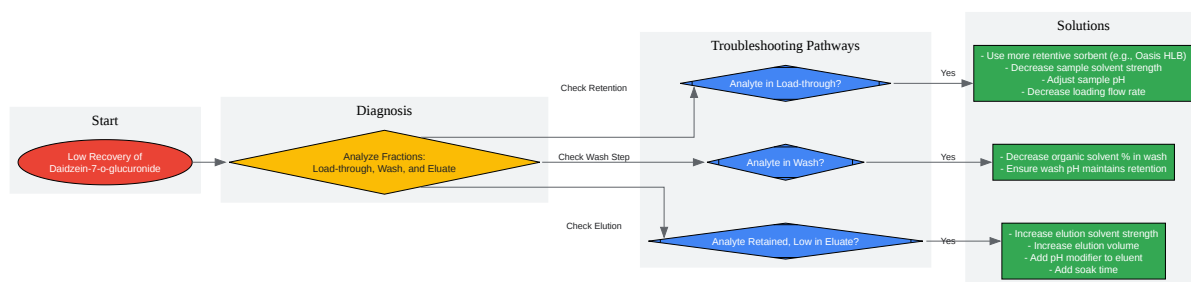 Start
Low Recovery of
Daidzein-7-o-glucuronide
Diagnosis
Analyze Fractions:
Load-through, Wash, and Eluate
Check Retention
Check Wash Step
Check Elution
Troubleshooting Pathways
Analyte in Load-through?
Analyte in Wash?
Analyte Retained, Low in Eluate?
Yes
Yes
Yes
Solutions
- Use more retentive sorbent (e.g., Oasis HLB)
- Decrease sample solvent strength
- Adjust sample pH
- Decrease loading flow rate
- Decrease organic solvent % in wash
- Ensure wash pH maintains retention
- Increase elution solvent strength
- Increase elution volume
- Add pH modifier to eluent
- Add soak time